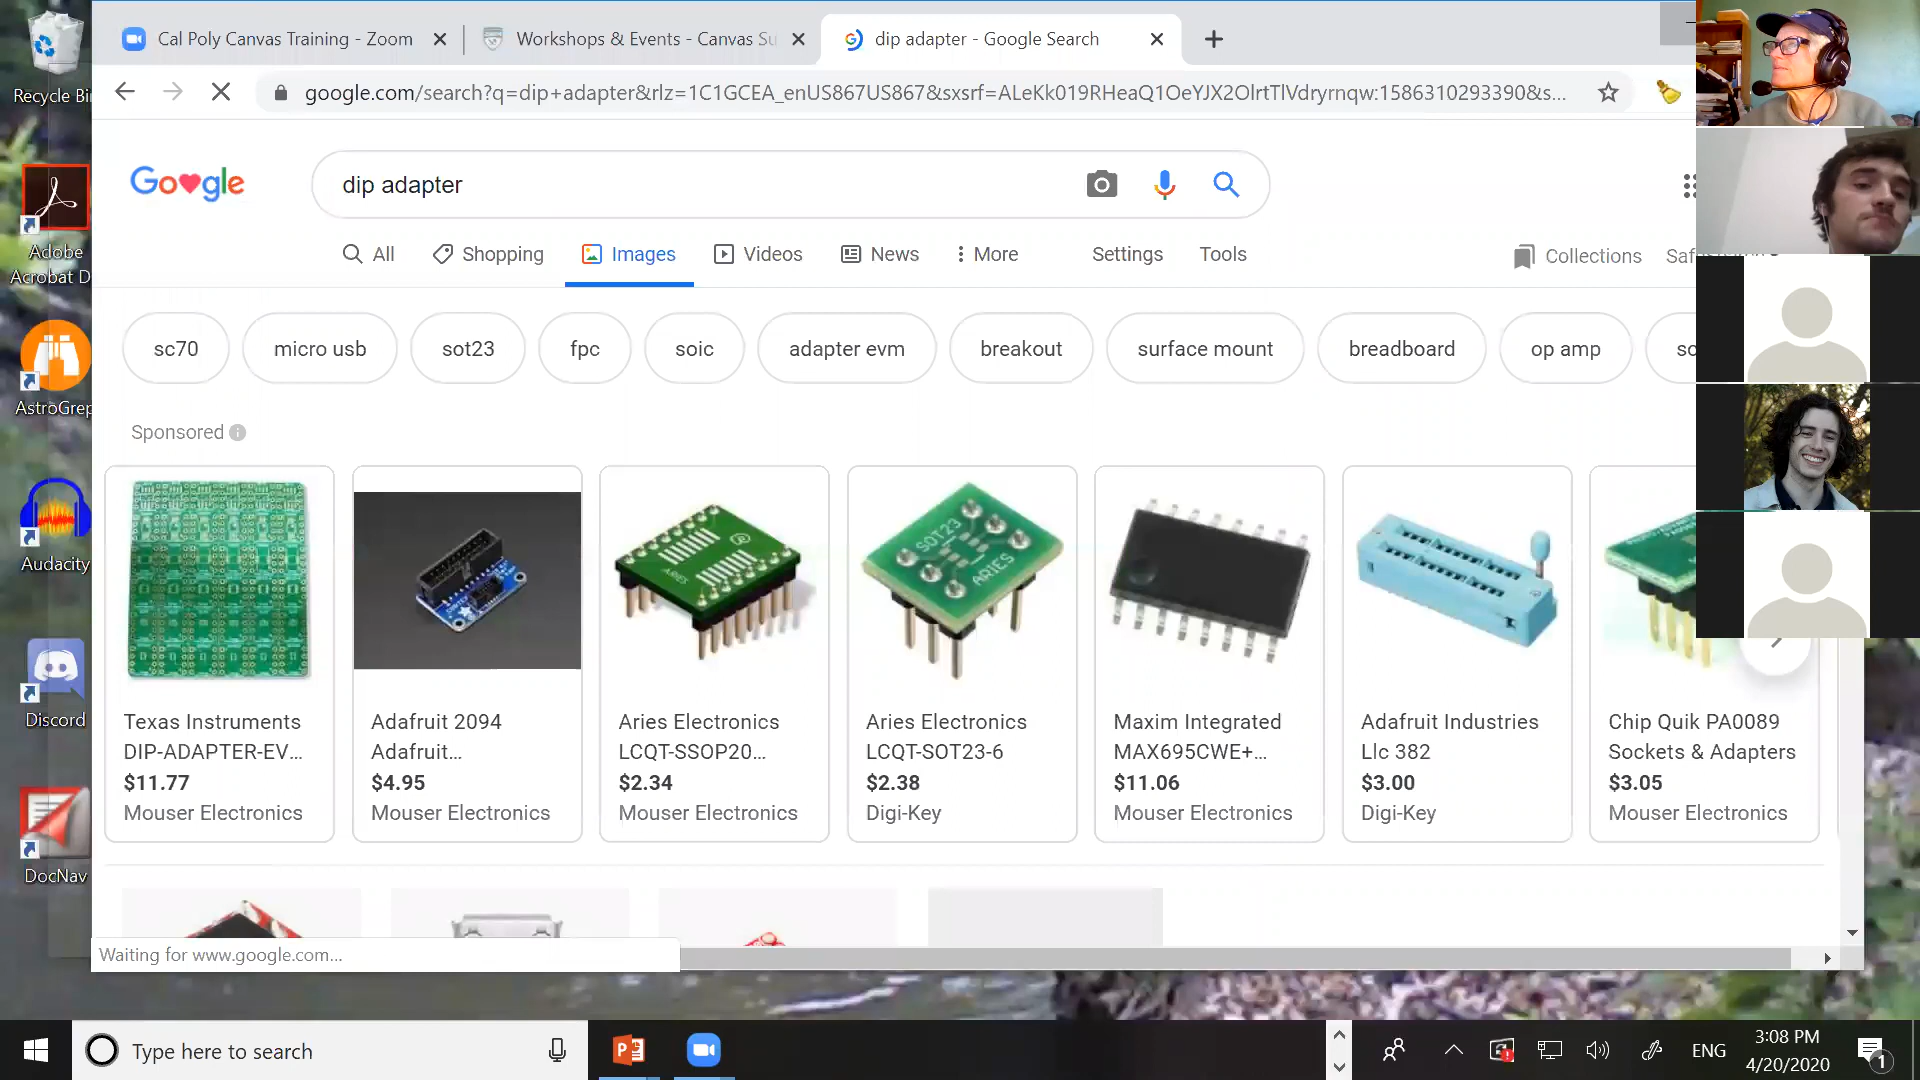 Cal Poly Canvas Training - Zoom
Workshops & Events - Canvas Su
dip adapter - Google Search
google.com/search?q=dip+adapter&rlz=1C1GCEA_enUS867US867&sxsrf=ALeKk019RHeaQ1OeYJX2OlrtTlVdryrnqw:1586310293390&s...
Google
dip adapter
All
Shopping
Images
Videos
News
More
Settings
Tools
Collections
Saf
sc70
micro usb
sot23
fpc
soic
adapter evm
breakout
surface mount
breadboard
op amp
so
Sponsored
SOT23
ARIES
ARIES
Texas Instruments
DIP-ADAPTER-EV...
$11.77
Mouser Electronics
Adafruit 2094
Adafruit...
$4.95
Mouser Electronics
Aries Electronics
LCQT-SSOP20...
$2.34
Mouser Electronics
Aries Electronics
LCQT-SOT23-6
$2.38
Digi-Key
Maxim Integrated
MAX695CWE+...
$11.06
Mouser Electronics
Adafruit Industries
Llc 382
$3.00
Digi-Key
Chip Quik PA0089
Sockets & Adapters
$3.05
Mouser Electronics
Waiting for www.google.com...
Recycle Bi
Adobe
Acrobat D
AstroGrep
Audacity
Discord
DocNav
Type here to search
ENG
3:08 PM
4/20/2020
1